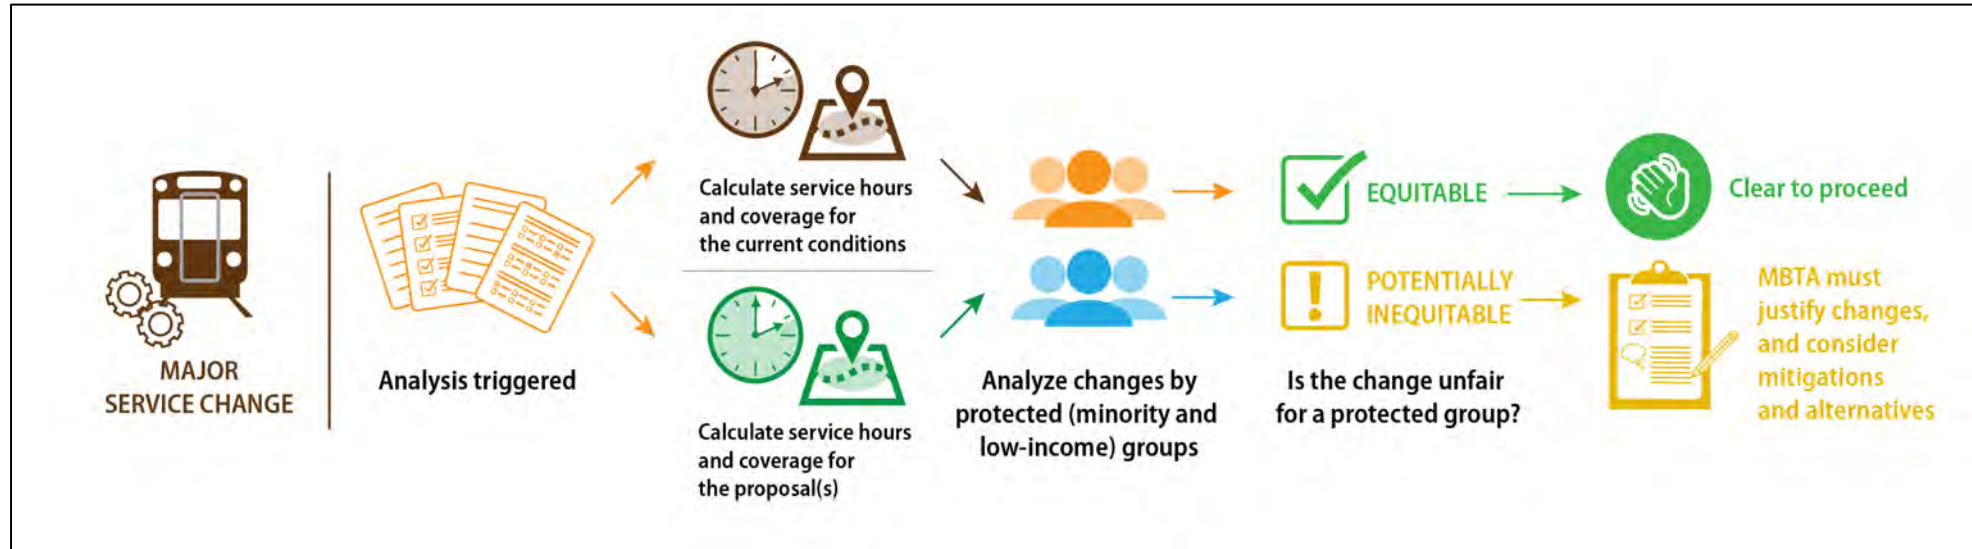 MAJOR
SERVICE CHANGE
Analysis triggered
Calculate service hours
and coverage for
the current conditions
Calculate service hours
and coverage for
the proposal(s)
Analyze changes by
protected (minority and
low-income) groups
EQUITABLE
POTENTIALLY
INEQUITABLE
Is the change unfair
for a protected group?
Clear to proceed
MBTA must
justify changes,
and consider
mitigations
and alternatives